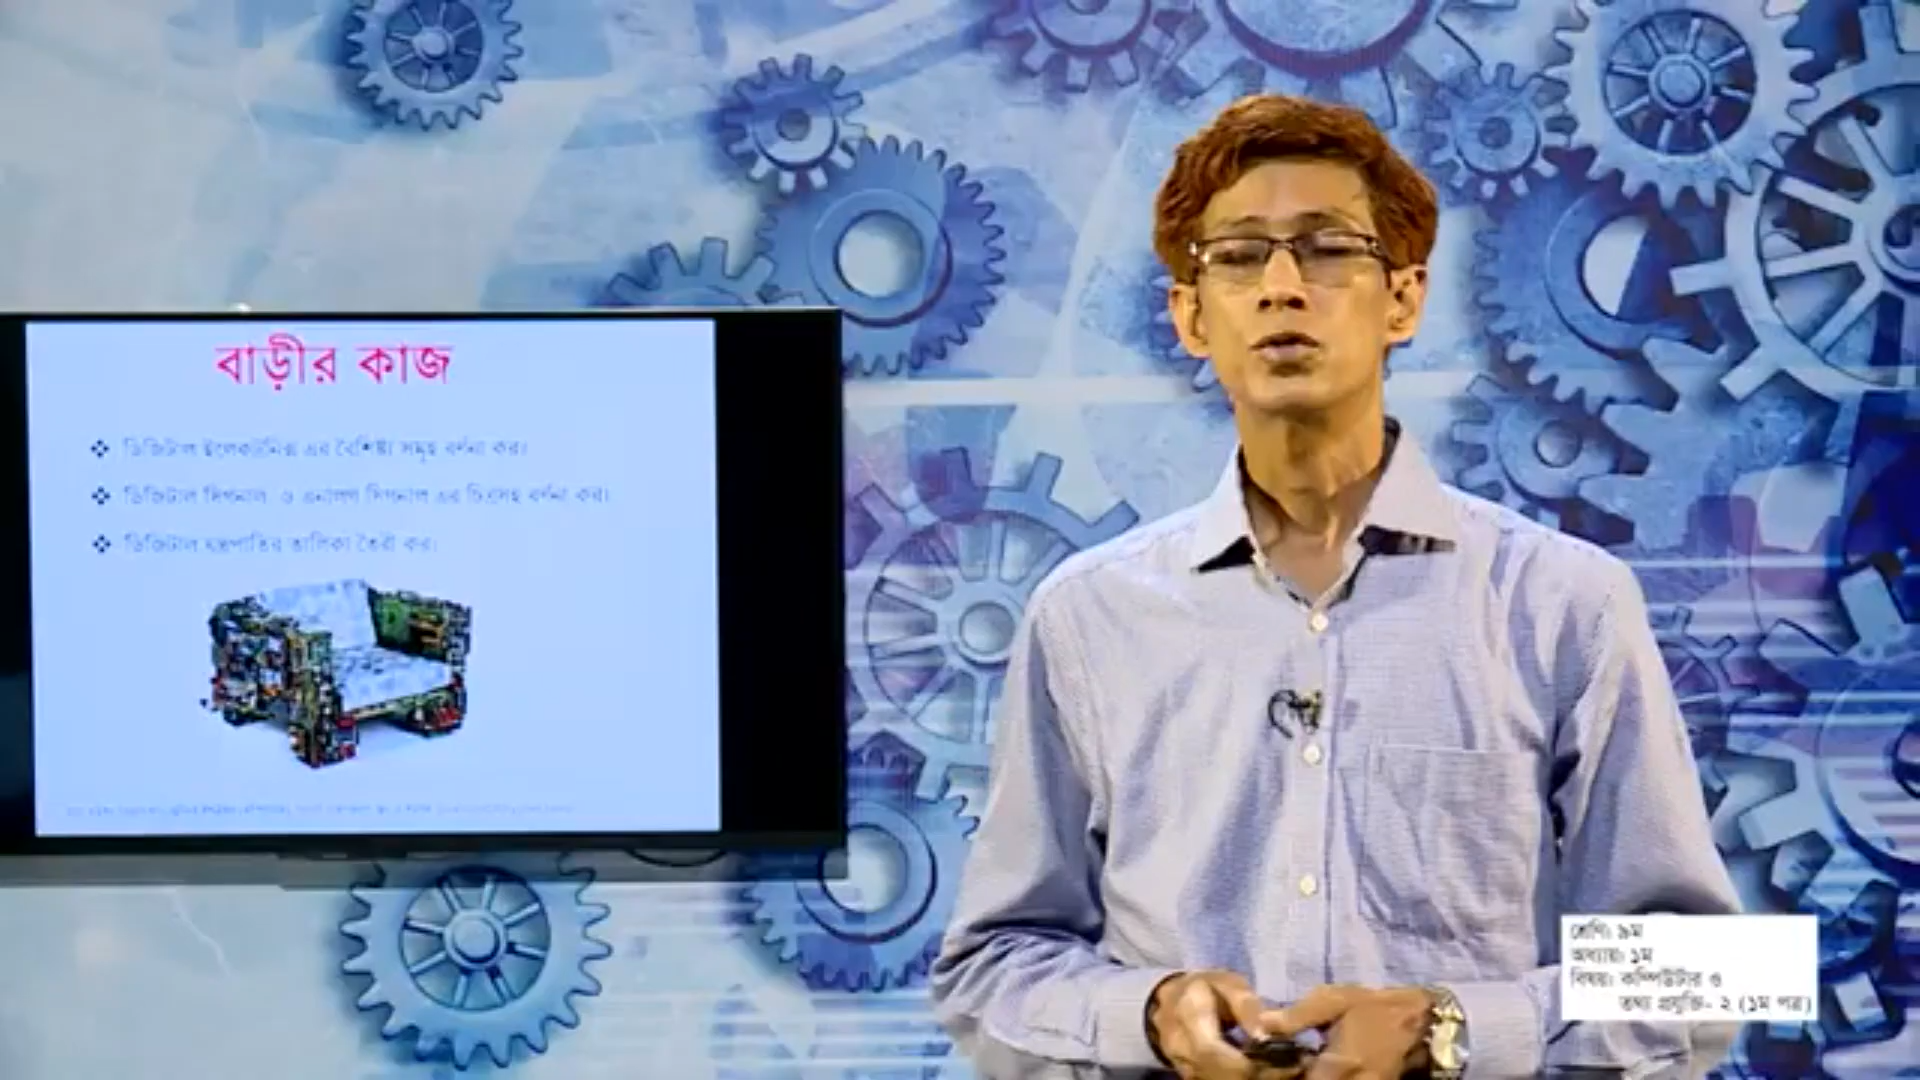 বাড়ীর কাজ
❖ ডিজিটাল ইলেকট্রনিক্স এর বৈশিষ্ট্য সমূহ বর্ণনা কর।
❖ ডিজিটাল সিগনাল ও এনালগ সিগনাল এর চিত্রসহ বর্ণনা কর।
❖ ডিজিটাল যন্ত্রপাতির তালিকা তৈরী কর।
শ্রেণি: ৯ম
অধ্যায়: ১ম
বিষয়: কম্পিউটার ও
তথ্য প্রযুক্তি- ২ (১ম পত্র)